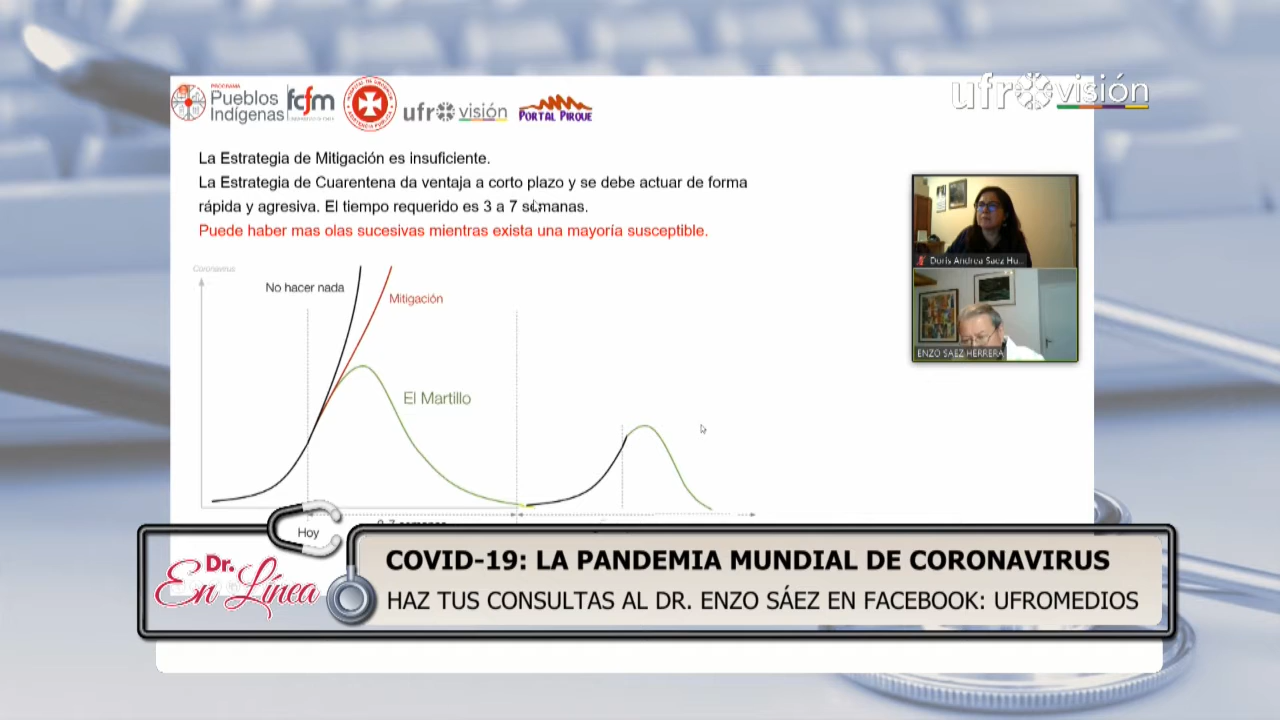 PROGRAMA
Pueblos
Indígenas
fcfm
ufro visión
PORTAL PIRQUE
ufro visión
La Estrategia de Mitigación es insuficiente.
La Estrategia de Cuarentena da ventaja a corto plazo y se debe actuar de forma
rápida y agresiva. El tiempo requerido es 3 a 7 semanas.
Puede haber mas olas sucesivas mientras exista una mayoría susceptible.
Coronavirus
No hacer nada
Mitigación
El Martillo
Hoy
Doris Andrea Saez Hu...
ENZO SAEZ HERRERA
Dr.
En Línea
COVID-19: LA PANDEMIA MUNDIAL DE CORONAVIRUS
HAZ TUS CONSULTAS AL DR. ENZO SÁEZ EN FACEBOOK: UFROMEDIOS